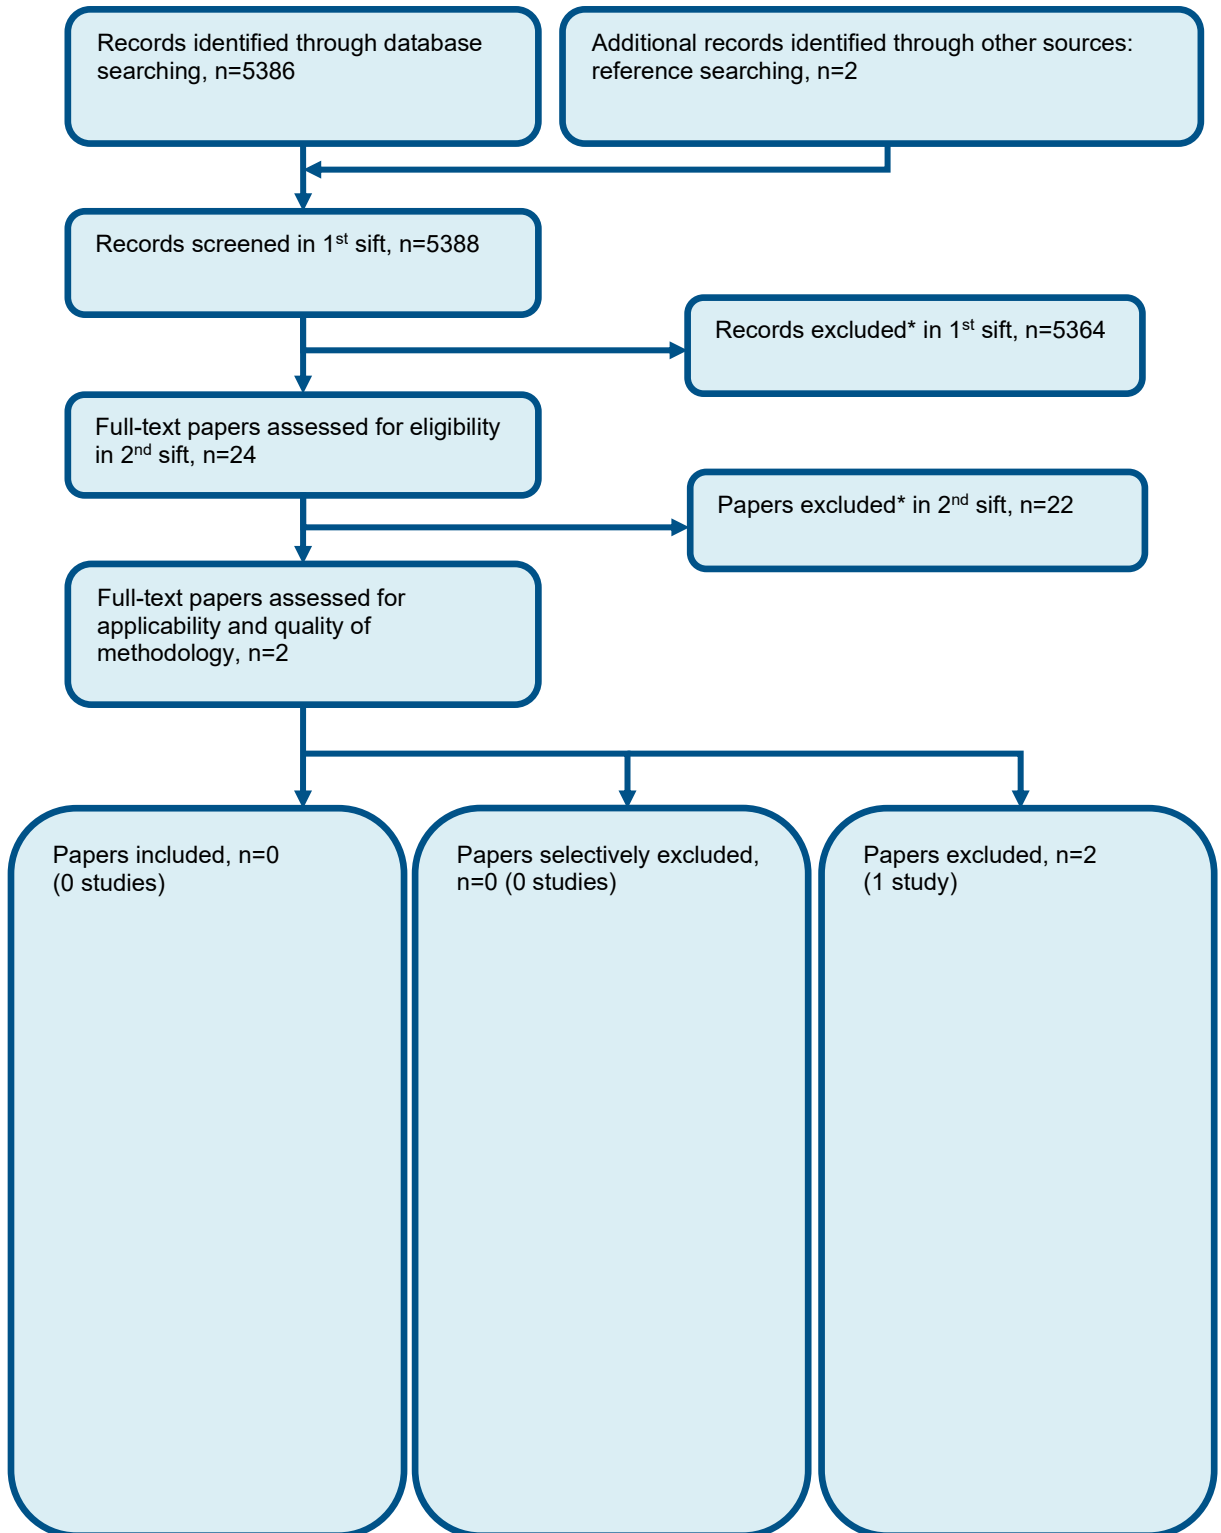 Records identified through database
searching, n=5386
Additional records identified through other sources:
reference searching, n=2
Records screened in 1st sift, n=5388
Records excluded* in 1st sift, n=5364
Full-text papers assessed for eligibility
in 2nd sift, n=24
Papers excluded* in 2nd sift, n=22
Full-text papers assessed for
applicability and quality of
methodology, n=2
Papers included, n=0
(0 studies)
Papers selectively excluded,
n=0 (0 studies)
Papers excluded, n=2
(1 study)